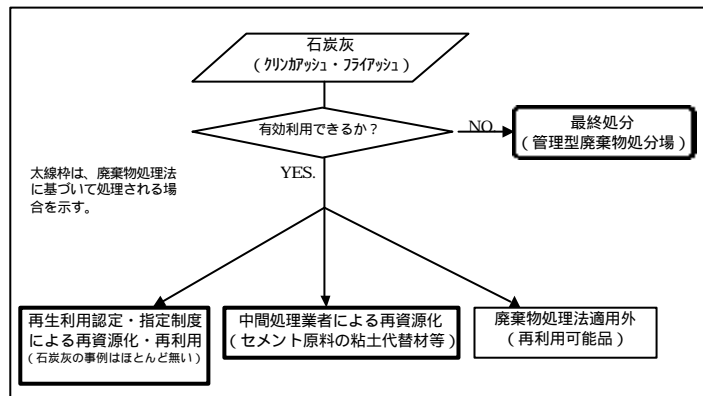 石炭灰
(クリンカアッシュ・フライアッシュ)
有効利用できるか?
NO.
最終処分
(管理型廃棄物処分場)
YES.
太線枠は、廃棄物処理法
に基づいて処理される場
合を示す。
再生利用認定・指定制度
による再資源化・再利用
(石炭灰の事例はほとんど無い)
中間処理業者による再資源化
(セメント原料の粘土代替材等)
廃棄物処理法適用外
(再利用可能品)